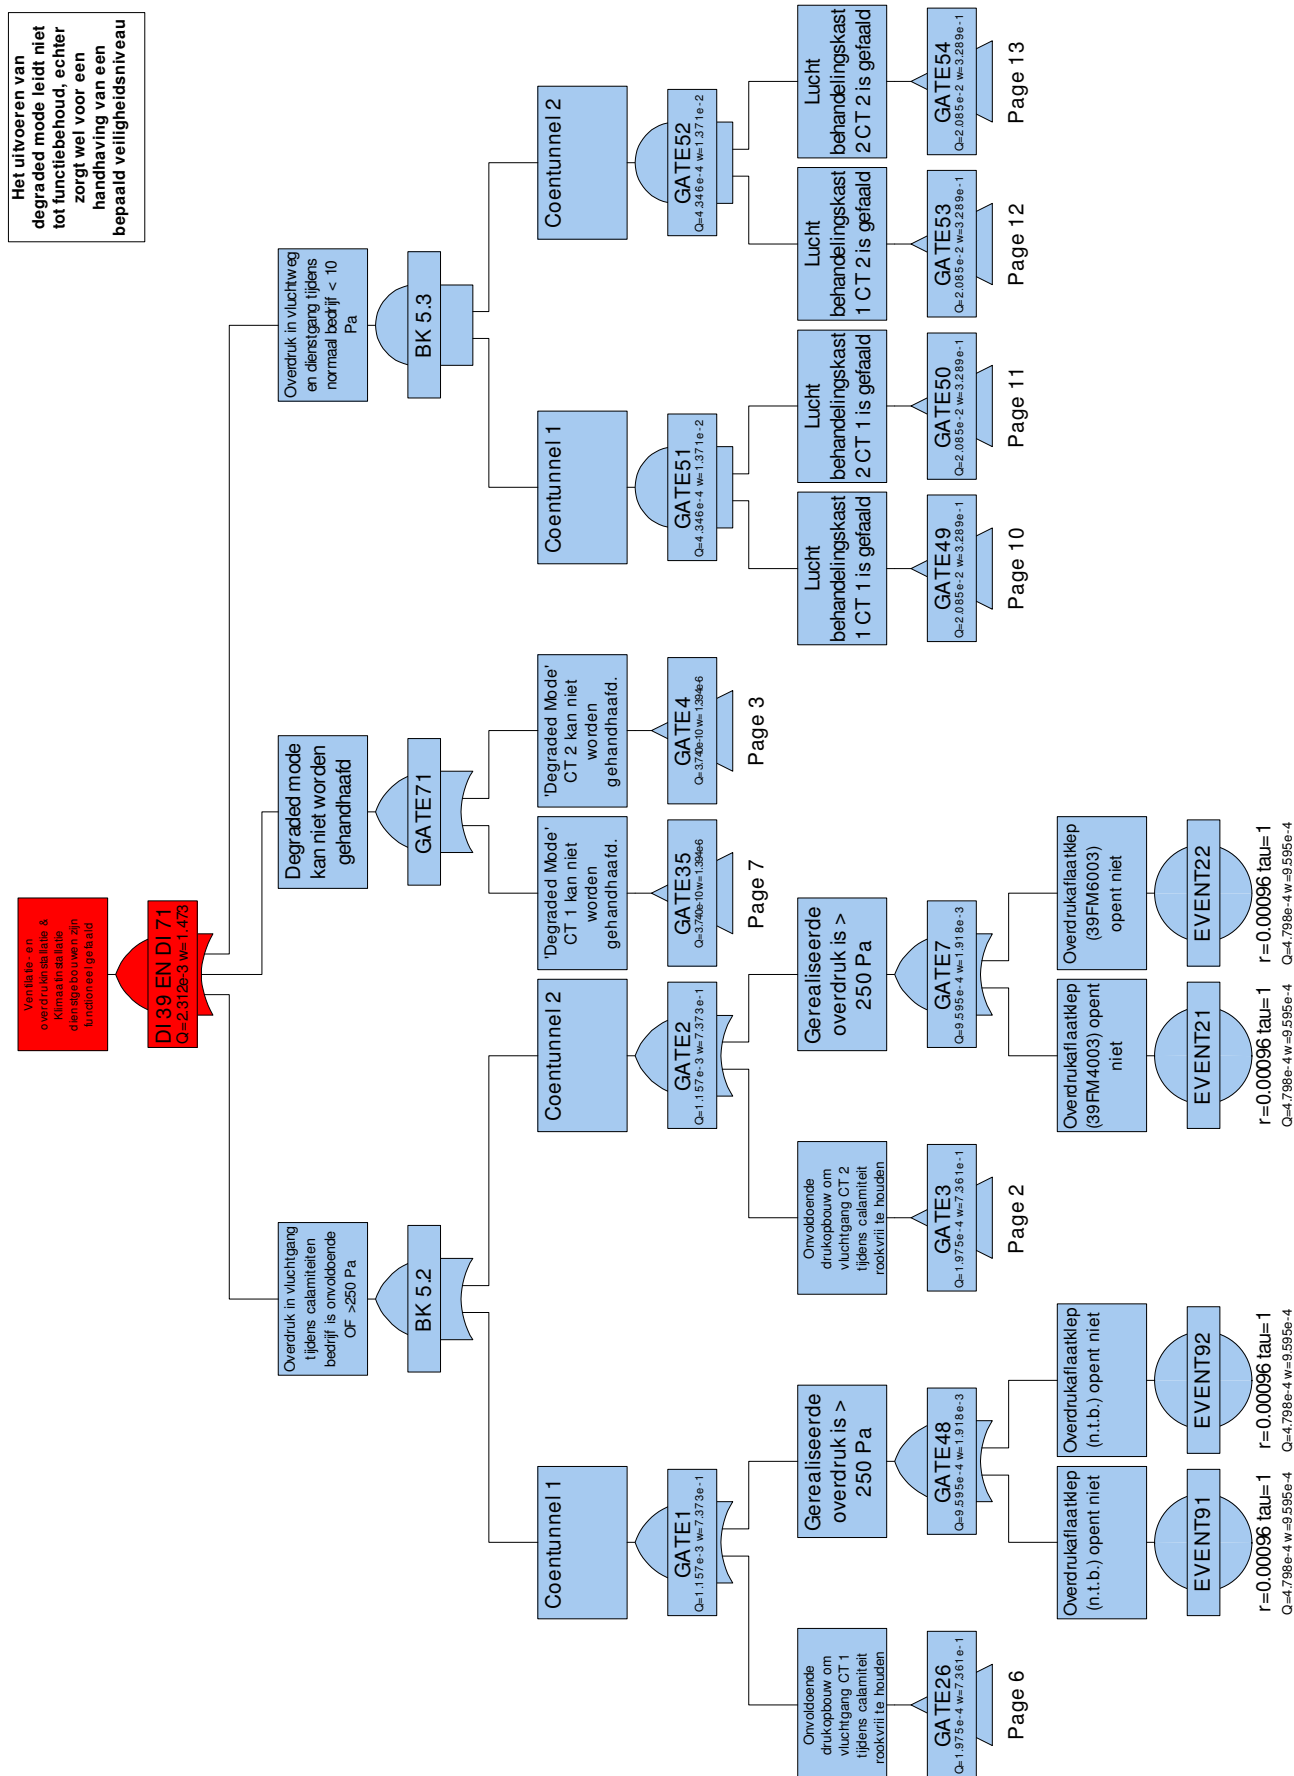 Het uitvoeren van
degraded mode leidt niet
tot functiebehoud, echter
zorgt wel voor een
handhaving van een
bepaald veiligheidsniveau
Ventilatie- en
overdrukinstallatie &
Klimaatinstallatie
dienstgebouwen zijn
functioneel gefaald
DI 39 EN DI 71
Q=2.312e-3 w=1.473
Overdruk in vluchtgang
tijdens calamiteiten
bedrijf is onvoldoende
OF >250 Pa
BK 5.2
Degraded mode
kan niet worden
gehandhaafd
GATE71
Overdruk in vluchtweg
en dienstgang tijdens
normaal bedrijf < 10
Pa
BK 5.3
Coentunnel 1
GATE1
Q=1.157e-3 w=7.373e-1
Coentunnel 2
GATE2
Q=1.157e-3 w=7.373e-1
'Degraded Mode'
CT 1 kan niet
worden
gehandhaafd.
GATE35
Q=3.740e-10 w=1.394e-6
Page 7
'Degraded Mode'
CT 2 kan niet
worden
gehandhaafd.
GATE4
Q=3.740e-10 w=1.394e-6
Page 3
Coentunnel 1
GATE51
Q=4.346e-4 w=1.371e-2
Coentunnel 2
GATE52
Q=4.346e-4 w=1.371e-2
Onvoldoende
drukopbouw om
vluchtgang CT 1
tijdens calamiteit
rookvrij te houden
GATE26
Q=1.975e-4 w=7.361e-1
Page 6
Gerealiseerde
overdruk is >
250 Pa
GATE48
Q=9.595e-4 w=1.918e-3
Onvoldoende
drukopbouw om
vluchtgang CT 2
tijdens calamiteit
rookvrij te houden
GATE3
Q=1.975e-4 w=7.361e-1
Page 2
Gerealiseerde
overdruk is >
250 Pa
GATE7
Q=9.595e-4 w=1.918e-3
Lucht
behandelingskast
1 CT 1 is gefaald
GATE49
Q=2.085e-2 w=3.289e-1
Page 10
Lucht
behandelingskast
2 CT 1 is gefaald
GATE50
Q=2.085e-2 w=3.289e-1
Page 11
Lucht
behandelingskast
1 CT 2 is gefaald
GATE53
Q=2.085e-2 w=3.289e-1
Page 12
Lucht
behandelingskast
2 CT 2 is gefaald
GATE54
Q=2.085e-2 w=3.289e-1
Page 13
Overdrukaflaatklep
(n.t.b.) opent niet
EVENT91
r=0.00096 tau=1
Q=4.798e-4 w=9.595e-4
Overdrukaflaatklep
(n.t.b.) opent niet
EVENT92
r=0.00096 tau=1
Q=4.798e-4 w=9.595e-4
Overdrukaflaatklep
(39FM4003) opent
niet
EVENT21
r=0.00096 tau=1
Q=4.798e-4 w=9.595e-4
Overdrukaflaatklep
(39FM6003)
opent niet
EVENT22
r=0.00096 tau=1
Q=4.798e-4 w=9.595e-4